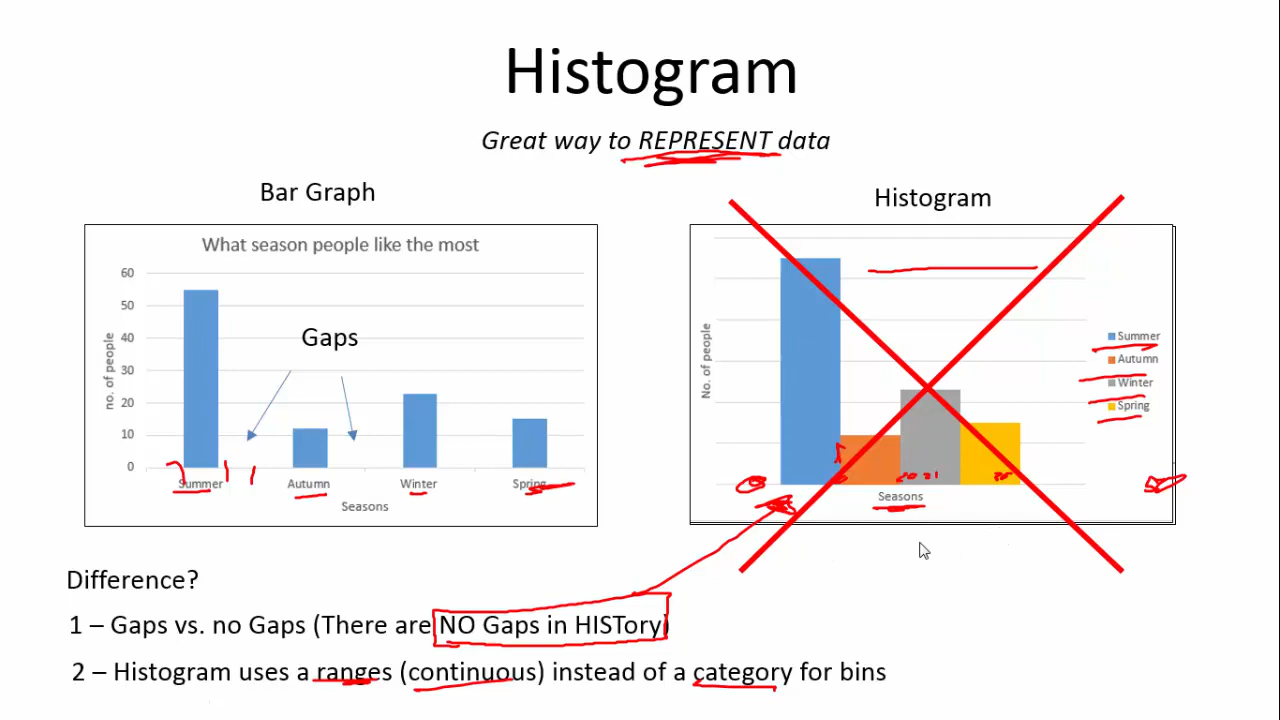 Histogram
Great way to REPRESENT data
Bar Graph
What season people like the most
60
50
40
30
20
10
0
no. of people
Gaps
Summer
Autumn
Winter
Spring
Seasons
Histogram
No. of people
Summer
Autumn
Winter
Spring
Seasons
Difference?
1 – Gaps vs. no Gaps (There are NO Gaps in HISTory)
2 – Histogram uses a ranges (continuous) instead of a category for bins